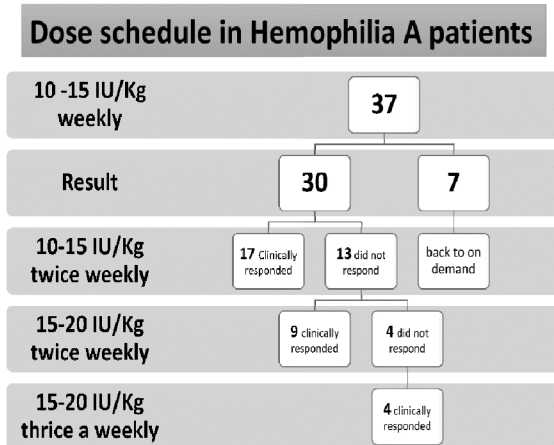 Dose schedule in Hemophilia A patients
10 -15 IU/Kg
weekly
37
Result
30
7
10-15 IU/Kg
twice weekly
17 Clinically
responded
13 did not
respond
back to on
demand
15-20 IU/Kg
twice weekly
9 clinically
responded
4 did not
respond
15-20 IU/Kg
thrice a weekly
4 clinically
responded